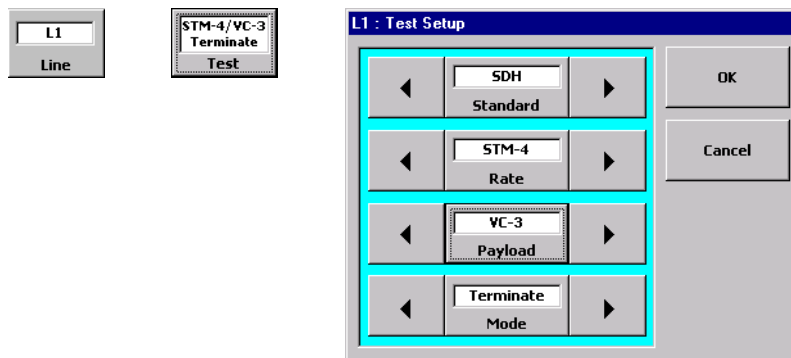 L1
Line
STM-4/VC-3
Terminate
Test
L1 : Test Setup
SDH
Standard
STM-4
Rate
VC-3
Payload
Terminate
Mode
OK
Cancel